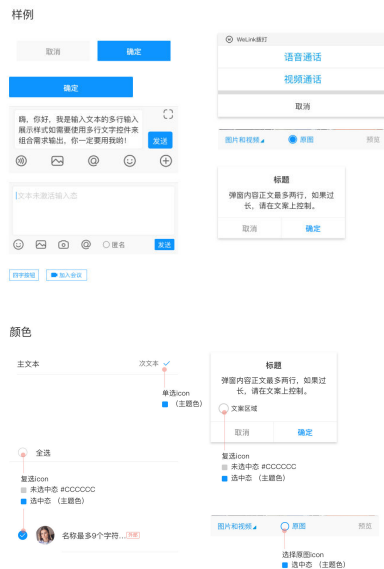 样例
取消
确定
确定
嗨，你好，我是输入文本的多行输入
展示样式如需要使用多行文字控件来
组合需求输出，你一定要用我哟！
发送
文本未激活输入态
匿名
发送
四字按钮
加入会议
WeLink拨打
语音通话
视频通话
取消
图片和视频
原图
预览
标题
弹窗内容正文最多两行，如果过
长，请在文案上控制。
取消
确定
颜色
主文本
次文本
单选icon
（主题色）
全选
复选icon
未选中态 #CCCCCC
选中态 （主题色）
名称最多9个字符...
标题
弹窗内容正文最多两行，如果过
长，请在文案上控制。
文案区域
取消
确定
复选icon
未选中态 #CCCCCC
选中态 （主题色）
图片和视频
原图
预览
选择原图icon
选中态 （主题色）